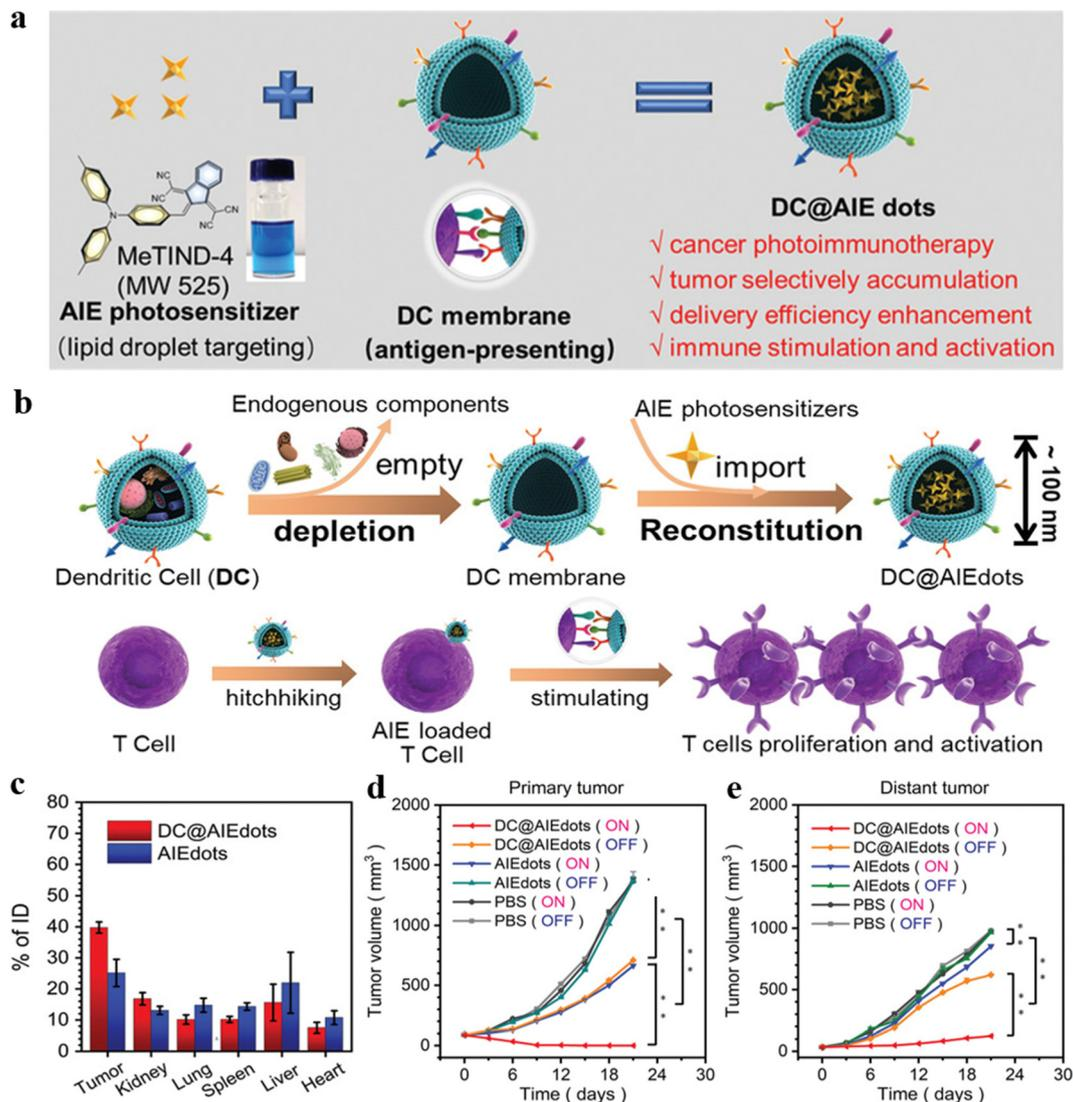 a
NC
CN
NC
CN
N
MeTIND-4
(MW 525)
AIE photosensitizer
(lipid droplet targeting)
DC membrane
(antigen-presenting)
DC@AIE dots
√ cancer photoimmunotherapy
√ tumor selectively accumulation
√ delivery efficiency enhancement
√ immune stimulation and activation
b
Endogenous components
empty
depletion
AIE photosensitizers
import
Reconstitution
~ 100 nm
Dendritic Cell (DC)
DC membrane
DC@AIEdots
hitchhiking
stimulating
T Cell
AIE loaded
T Cell
T cells proliferation and activation
c
80
70
60
50
40
30
20
10
0
% of ID
DC@AIEdots
AIEdots
Tumor
Kidney
Lung
Spleen
Liver
Heart
d
Primary tumor
2000
1500
1000
500
0
Tumor volume ( mm³ )
DC@AIEdots ( ON )
DC@AIEdots ( OFF )
AIEdots ( ON )
AIEdots ( OFF )
PBS ( ON )
PBS ( OFF )
* *
* *
* *
0 6 12 18 24 30
Time ( days )
e
Distant tumor
2000
1500
1000
500
0
Tumor volume ( mm³ )
DC@AIEdots ( ON )
DC@AIEdots ( OFF )
AIEdots ( ON )
AIEdots ( OFF )
PBS ( ON )
PBS ( OFF )
* *
* *
* *
0 6 12 18 24 30
Time ( days )